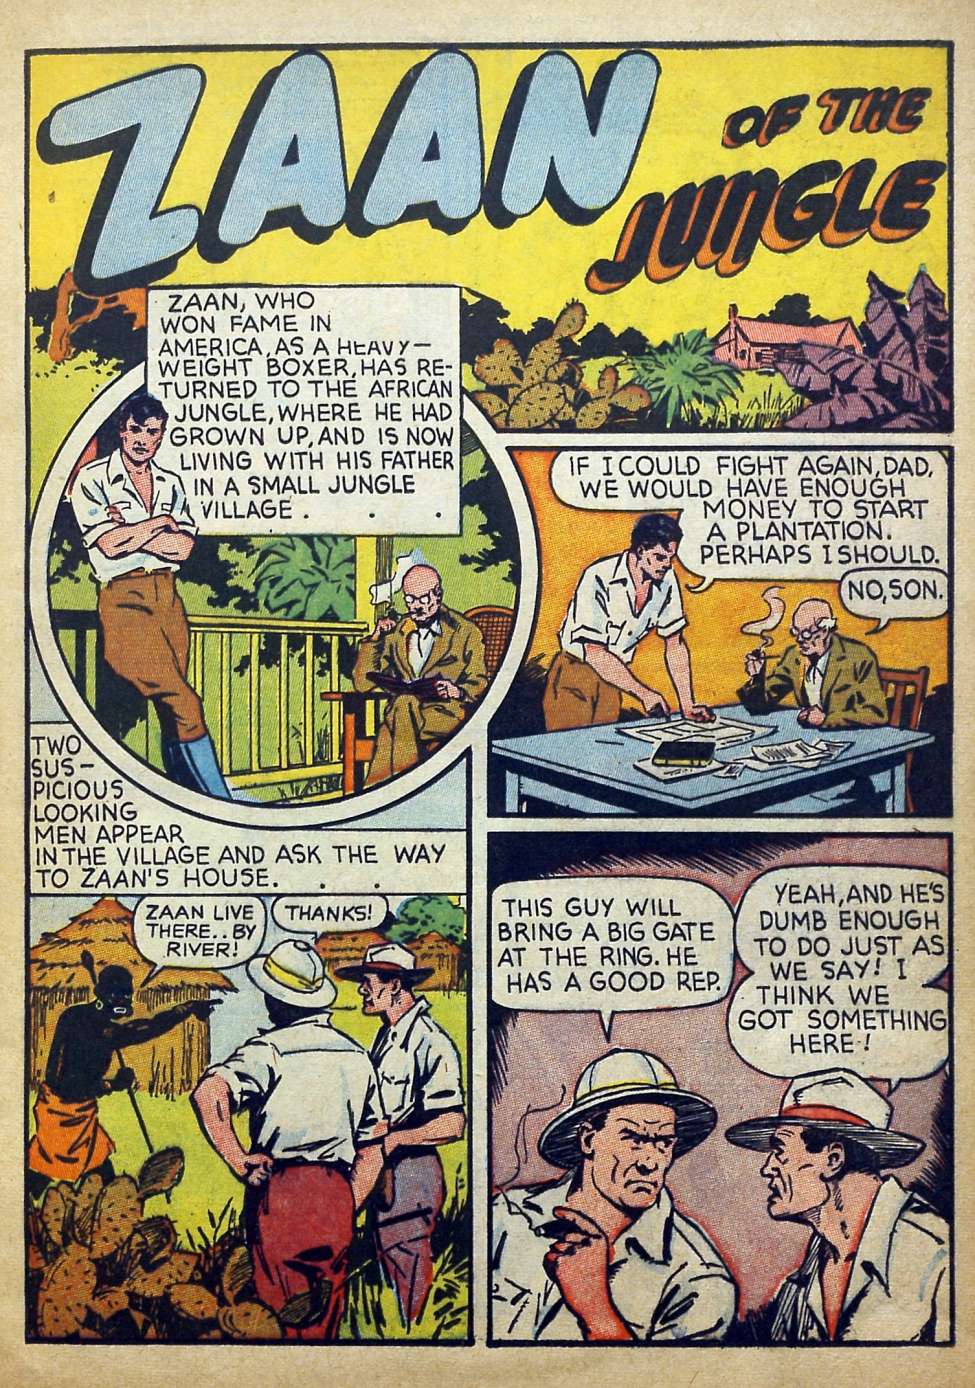 ZAAN
OF THE
JUNGLE
ZAAN, WHO
WON FAME IN
AMERICA, AS A HEAVY-
WEIGHT BOXER, HAS RE-
TURNED TO THE AFRICAN
JUNGLE, WHERE HE HAD
GROWN UP, AND IS NOW
LIVING WITH HIS FATHER
IN A SMALL JUNGLE
VILLAGE . . .
IF I COULD FIGHT AGAIN, DAD,
WE WOULD HAVE ENOUGH
MONEY TO START
A PLANTATION.
PERHAPS I SHOULD.
NO, SON.
TWO
SUS-
PICIOUS
LOOKING
MEN APPEAR
IN THE VILLAGE AND ASK THE WAY
TO ZAAN'S HOUSE. . .
ZAAN LIVE
THERE.. BY
RIVER!
THANKS!
THIS GUY WILL
BRING A BIG GATE
AT THE RING. HE
HAS A GOOD REP.
YEAH, AND HE'S
DUMB ENOUGH
TO DO JUST AS
WE SAY! I
THINK WE
GOT SOMETHING
HERE!